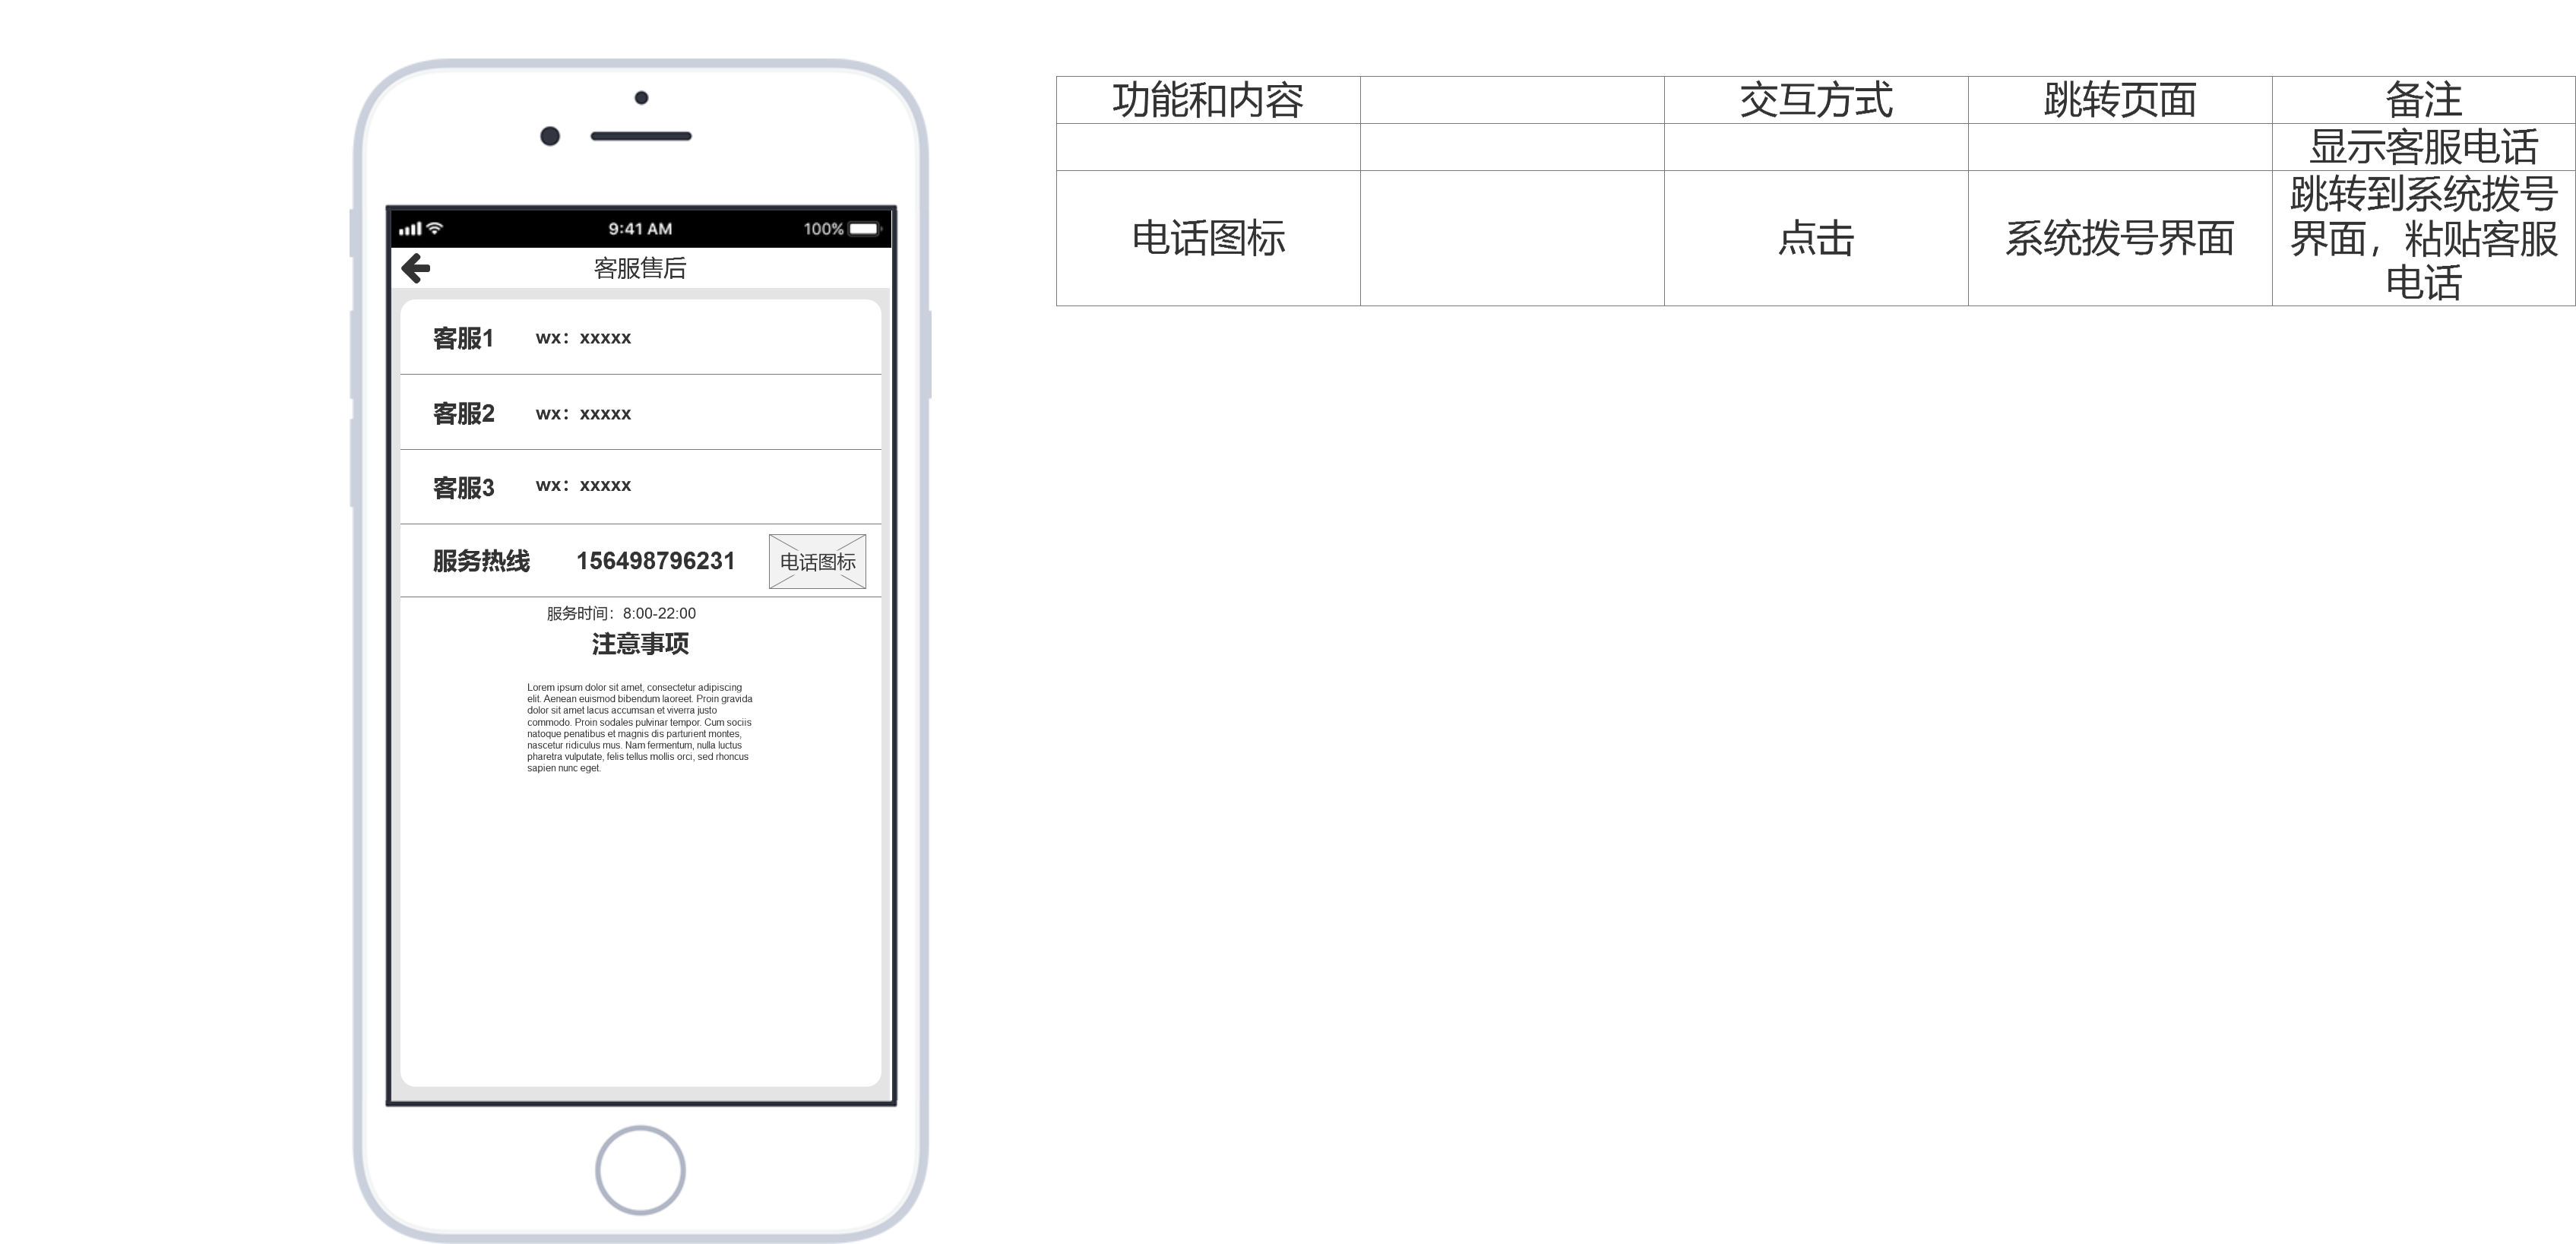 9:41 AM
100%
客服售后
客服1 wx：xxxxx
客服2 wx：xxxxx
客服3 wx：xxxxx
服务热线 156498796231 电话图标
服务时间：8:00-22:00
注意事项
Lorem ipsum dolor sit amet, consectetur adipiscing
elit. Aenean euismod bibendum laoreet. Proin gravida
dolor sit amet lacus accumsan et viverra justo
commodo. Proin sodales pulvinar tempor. Cum sociis
natoque penatibus et magnis dis parturient montes,
nascetur ridiculus mus. Nam fermentum, nulla luctus
pharetra vulputate, felis tellus mollis orci, sed rhoncus
sapien nunc eget.
功能和内容 交互方式 跳转页面 备注
显示客服电话
电话图标 点击 系统拨号界面 跳转到系统拨号
界面，粘贴客服
电话